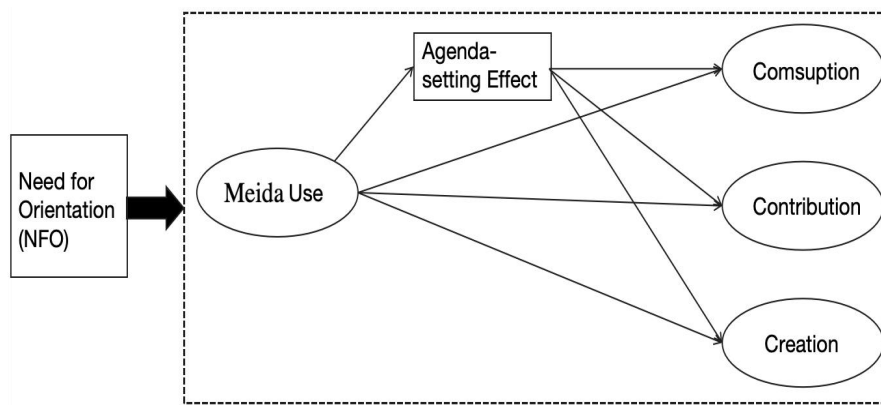 Agenda-
setting Effect
Comsuption
Need for
Orientation
(NFO)
Meida Use
Contribution
Creation